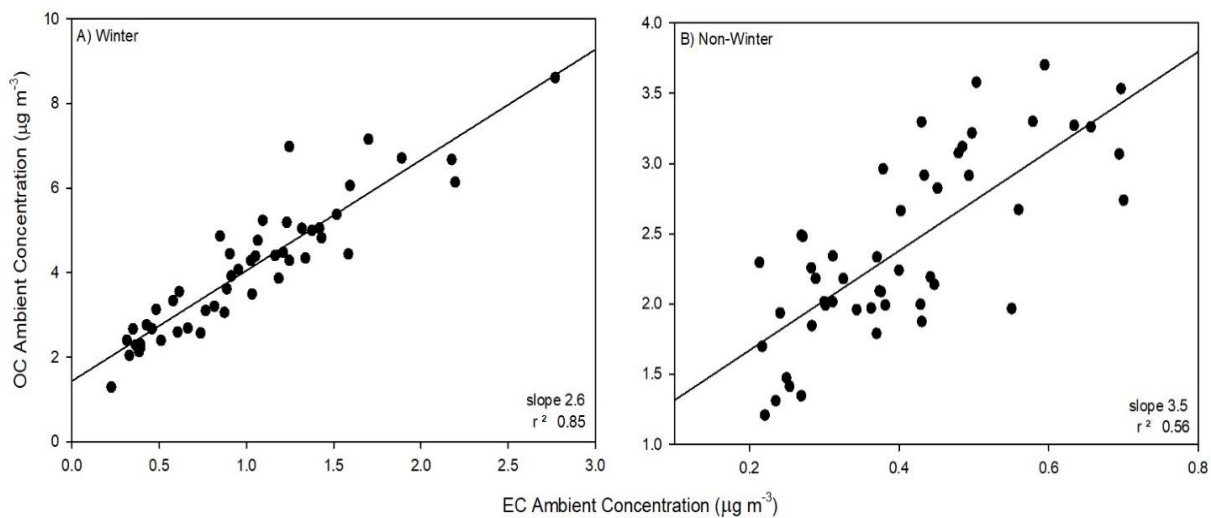 A) Winter
10
8
6
4
2
0
OC Ambient Concentration (µg m⁻³)
slope 2.6
r ² 0.85
0.0 0.5 1.0 1.5 2.0 2.5 3.0
B) Non-Winter
4.0
3.5
3.0
2.5
2.0
1.5
1.0
slope 3.5
r ² 0.56
0.2 0.4 0.6 0.8
EC Ambient Concentration (µg m⁻³)